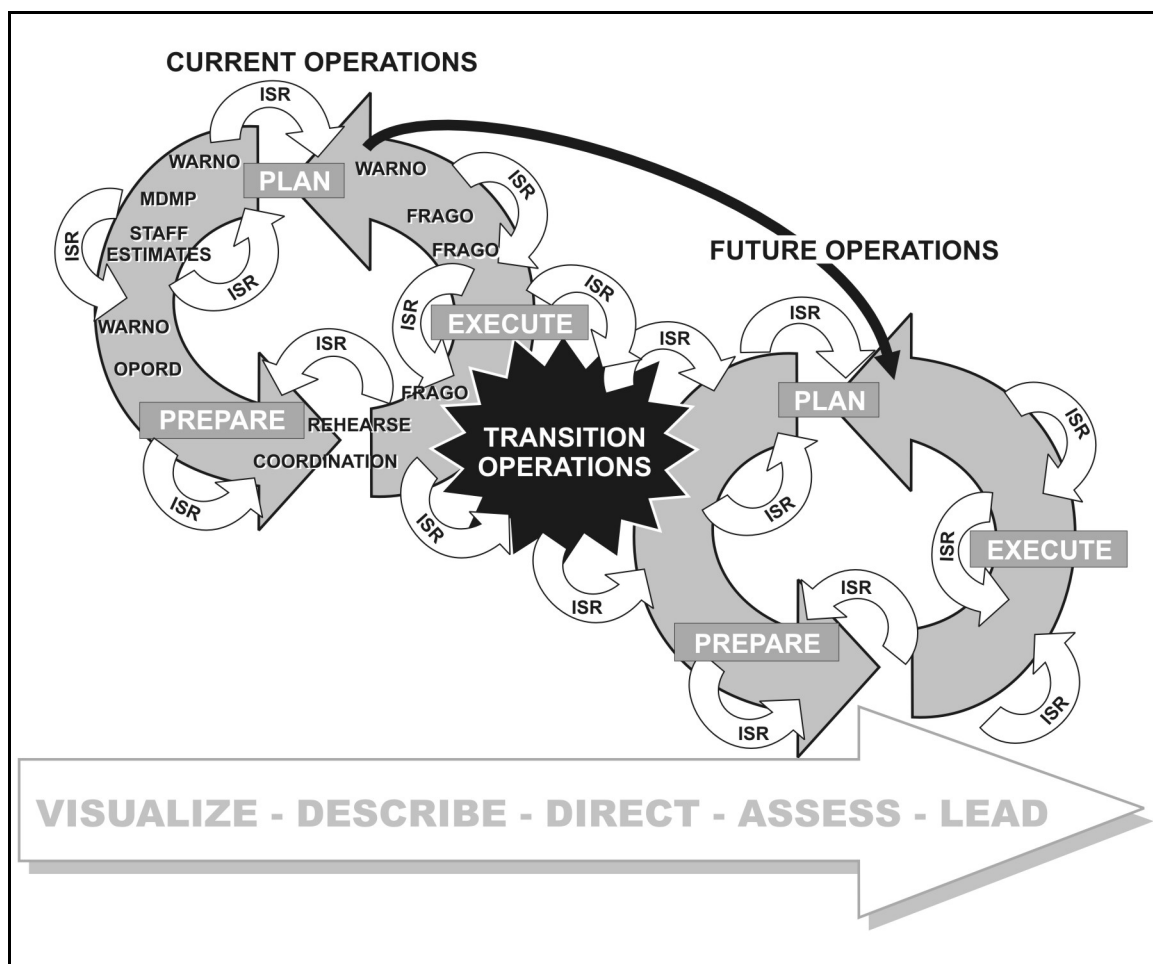 CURRENT OPERATIONS
ISR
WARNO
PLAN
WARNO
ISR
MDMP
FRAGO
STAFF
ESTIMATES
FRAGO
ISR
ISR
FUTURE OPERATIONS
ISR
ISR
EXECUTE
WARNO
ISR
ISR
ISR
OPORD
FRAGO
PREPARE
REHEARSE
COORDINATION
PLAN
ISR
TRANSITION
OPERATIONS
ISR
ISR
ISR
EXECUTE
ISR
ISR
ISR
PREPARE
ISR
ISR
VISUALIZE - DESCRIBE - DIRECT - ASSESS - LEAD